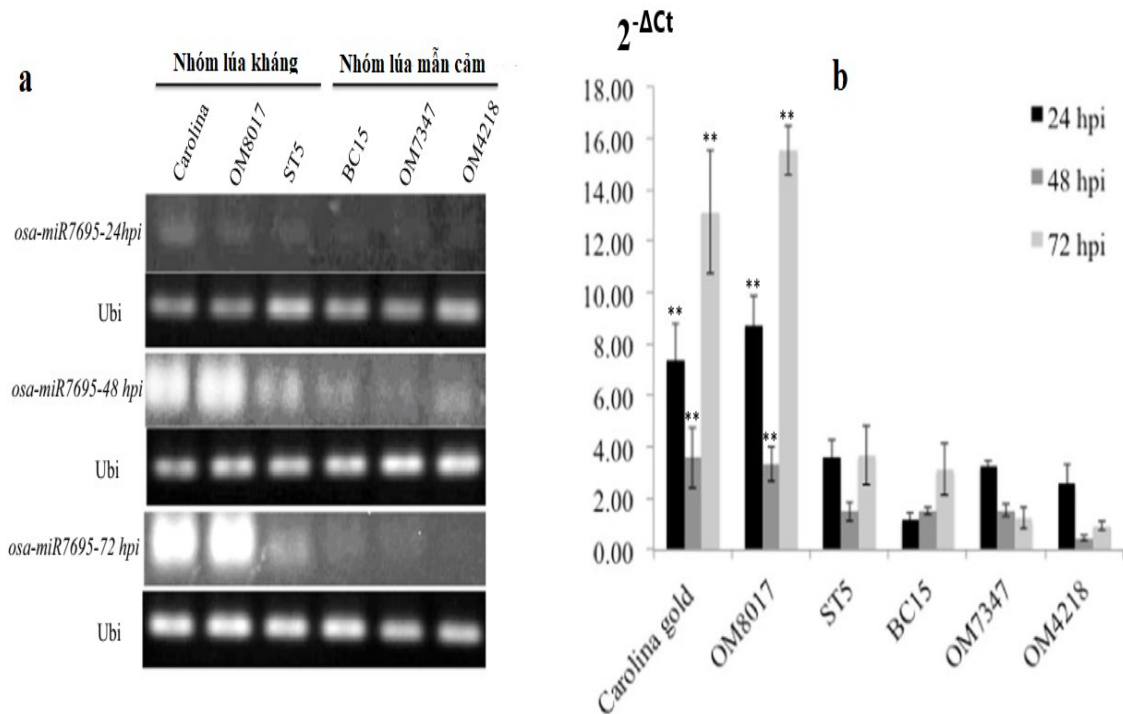 a
Nhóm lúa kháng
Nhóm lúa mẫn cảm
Carolina
OM8017
ST5
BC15
OM7347
OM4218
osa-miR7695-24hpi
Ubi
osa-miR7695-48 hpi
Ubi
osa-miR7695-72 hpi
Ubi
2^-ΔCt
b
18.00
16.00
14.00
12.00
10.00
8.00
6.00
4.00
2.00
0.00
**
**
**
**
**
**
24 hpi
48 hpi
72 hpi
Carolina gold
OM8017
ST5
BC15
OM7347
OM4218